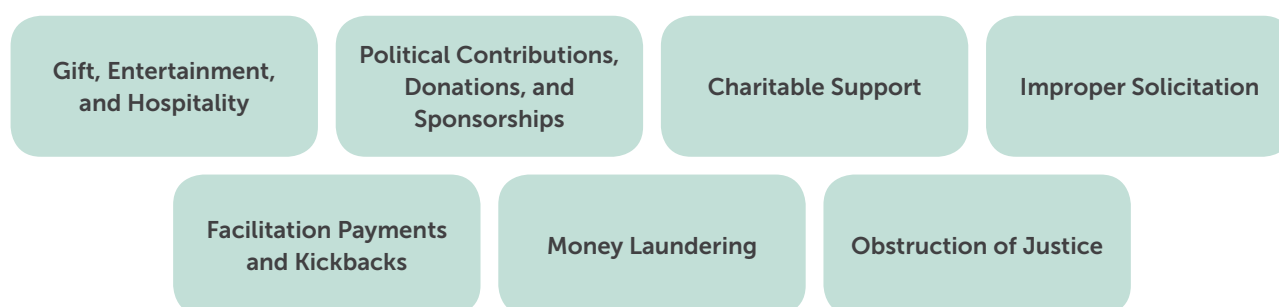 Gift, Entertainment,
and Hospitality
Political Contributions,
Donations, and
Sponsorships
Charitable Support
Improper Solicitation
Facilitation Payments
and Kickbacks
Money Laundering
Obstruction of Justice